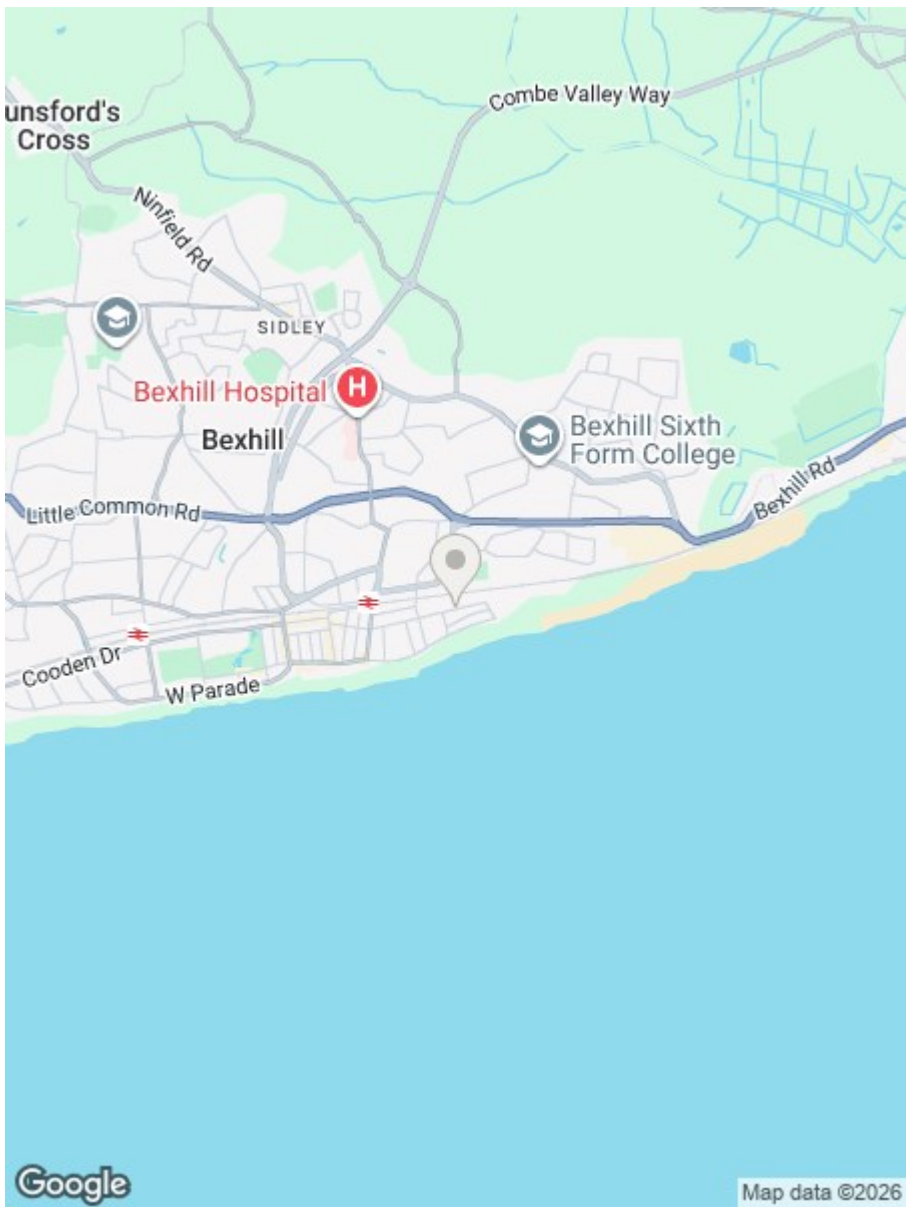 Combe Valley Way
unsford's
Cross
Ninfield Rd
SIDLEY
Bexhill Hospital
H
Bexhill
Bexhill Sixth
Form College
Bexhill Rd
Little Common Rd
Cooden Dr
W Parade
Google
Map data ©2026